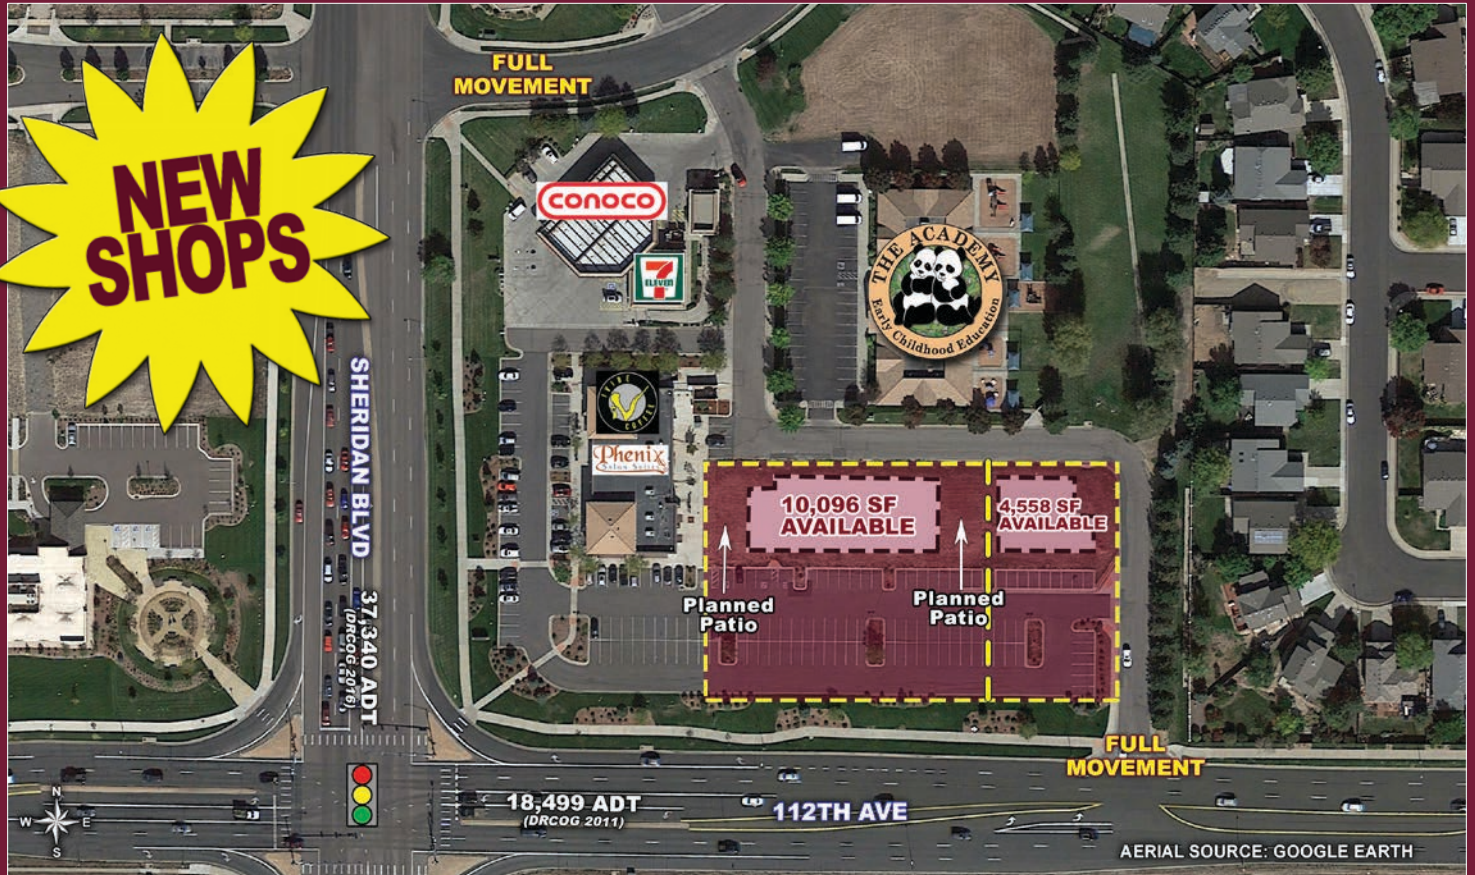 NEW
SHOPS
FULL
MOVEMENT
CONOCO
7
ELEVEN
THE ACADEMY
Early Childhood Education
COFFEE
Phenix
Salon Suites
SHERIDAN BLVD
37,340 ADT
(DRCOG 2016)
10,096 SF
AVAILABLE
4,558 SF
AVAILABLE
Planned
Patio
Planned
Patio
FULL
MOVEMENT
N
W E
S
18,499 ADT
(DRCOG 2011)
112TH AVE
AERIAL SOURCE: GOOGLE EARTH